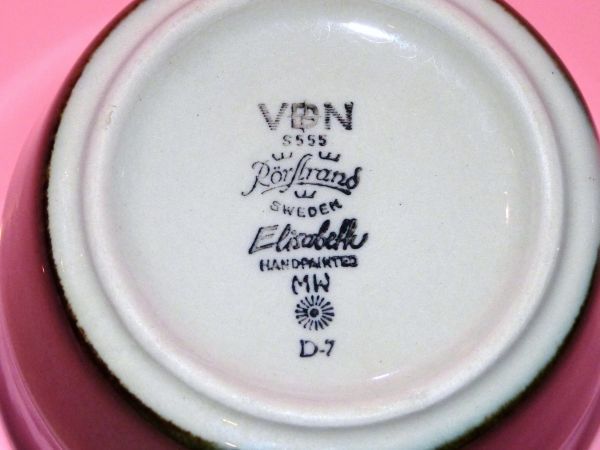 VDN
S555
Rörstrand
SWEDEN
Elisabeth
HANDPAINTED
MW
D-7